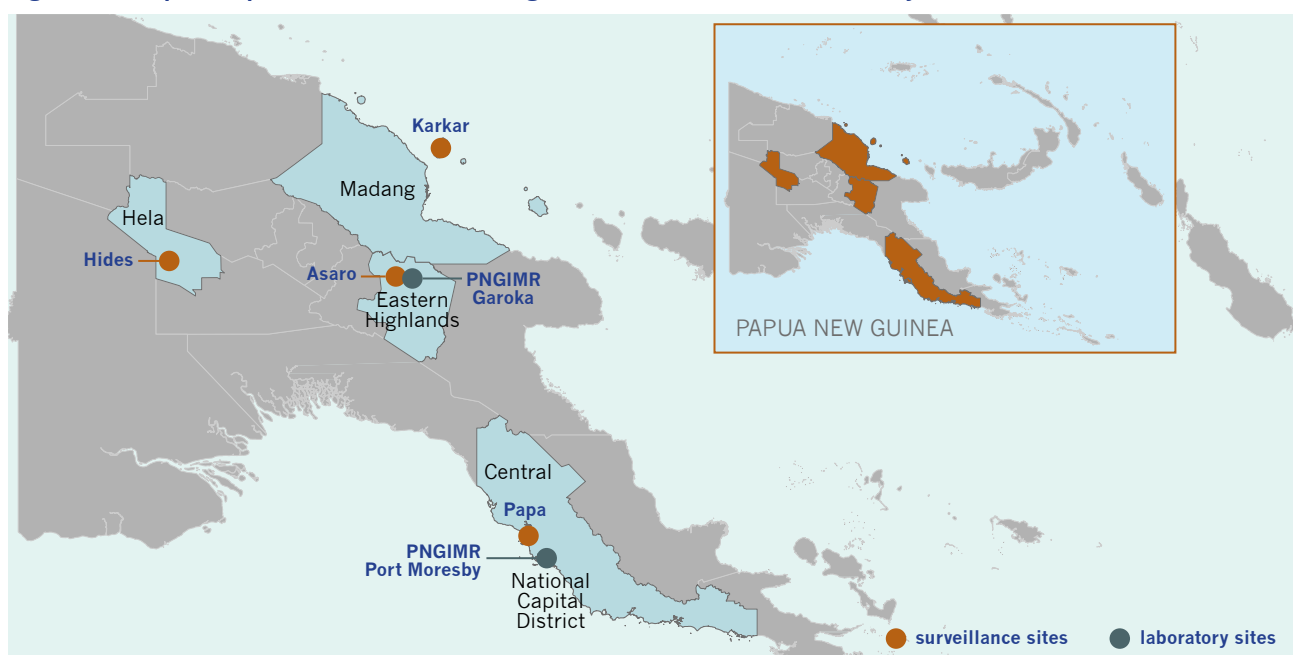 Karkar
Madang
Hela
Hides
Asaro
PNGIMR
Garoka
Eastern
Highlands
PAPUA NEW GUINEA
Central
Papa
PNGIMR
Port Moresby
National
Capital
District
surveillance sites
laboratory sites